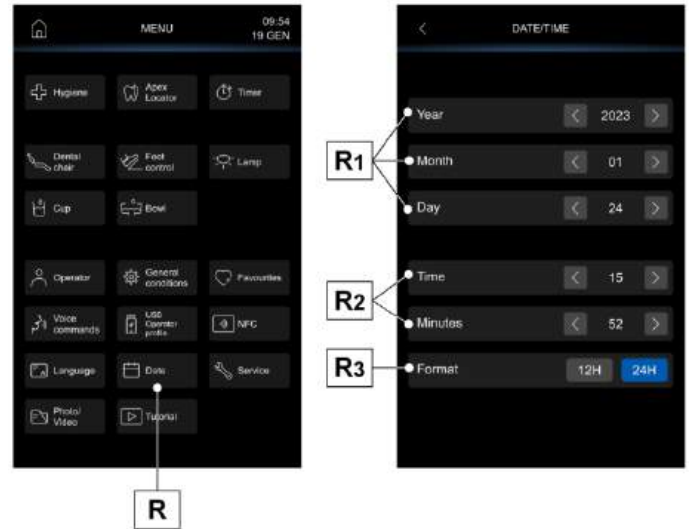 MENU
09:54
19 GEN
Hygiene
Apex
Locator
Timer
Dental
chair
Foot
control
Lamp
Cup
Bowl
Operator
General
conditions
Favourites
Voice
commands
USB
Operator
profile
NFC
Language
Date
Service
Photo/
Video
Tutorial
R
DATE/TIME
Year
2023
Month
01
Day
24
Time
15
Minutes
52
Format
12H
24H
R1
R2
R3